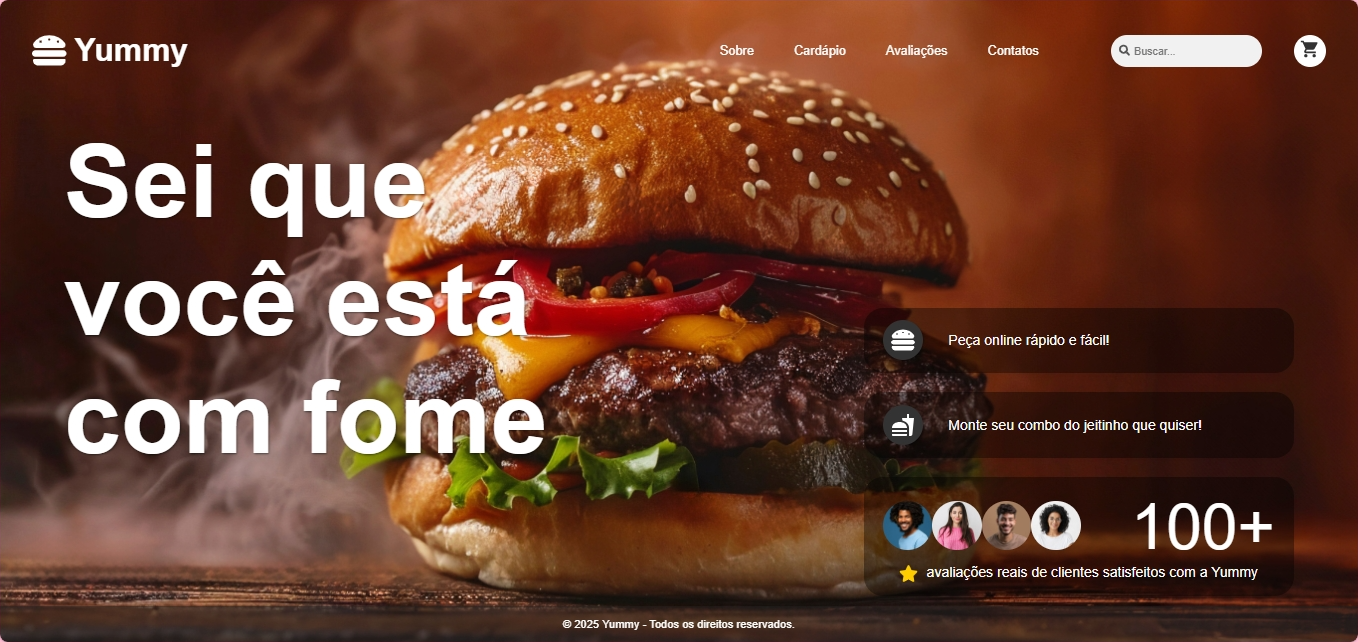 Yummy
Sobre
Cardápio
Avaliações
Contatos
Buscar...
Sei que
você está
com fome
Peça online rápido e fácil!
Monte seu combo do jeitinho que quiser!
100+
avaliações reais de clientes satisfeitos com a Yummy
© 2025 Yummy - Todos os direitos reservados.